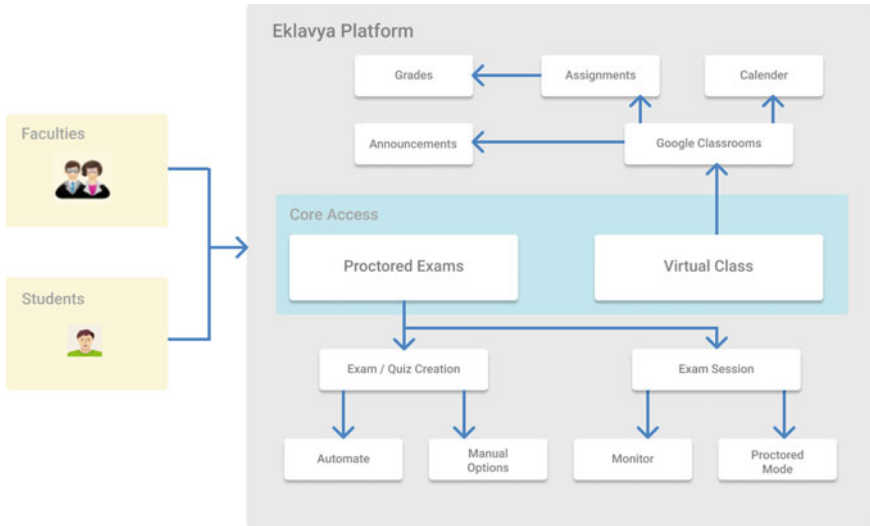 Eklavya Platform
Grades
Assignments
Calender
Faculties
Announcements
Google Classrooms
Core Access
Proctored Exams
Virtual Class
Students
Exam / Quiz Creation
Exam Session
Automate
Manual
Options
Monitor
Proctored
Mode